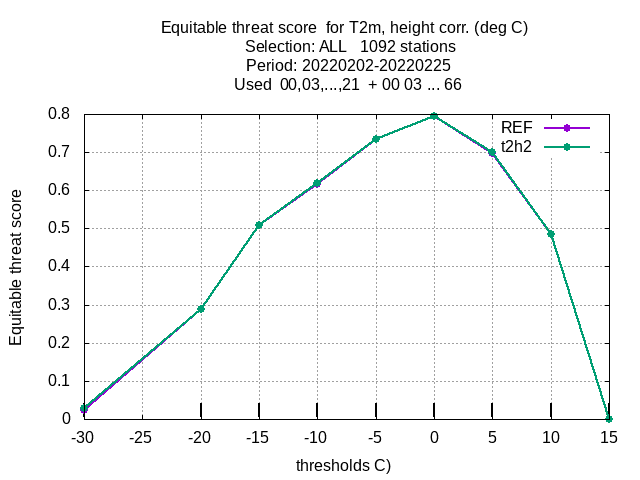 Equitable threat score  for T2m, height corr. (deg C)
Selection: ALL   1092 stations
Period: 20220202-20220225
Used  00,03,...,21  + 00 03 ... 66
REF
t2h2
Equitable threat score
0.8
0.7
0.6
0.5
0.4
0.3
0.2
0.1
0
-30 -25 -20 -15 -10 -5 0 5 10 15
thresholds C)